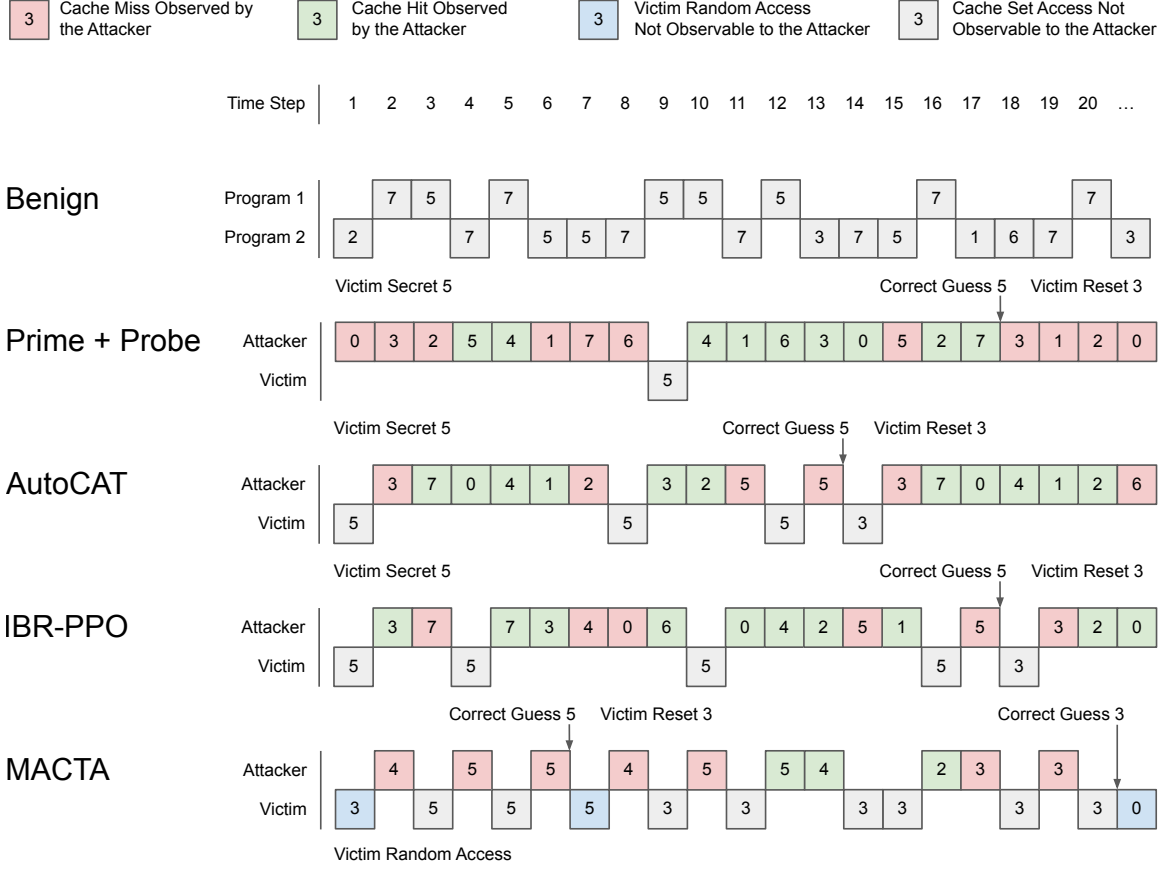 3 Cache Miss Observed by the Attacker
3 Cache Hit Observed by the Attacker
3 Victim Random Access Not Observable to the Attacker
3 Cache Set Access Not Observable to the Attacker
Time Step 1 2 3 4 5 6 7 8 9 10 11 12 13 14 15 16 17 18 19 20 ...
Benign
Program 1 7 5 7 5 5 5 7 7
Program 2 2 7 5 5 7 7 3 7 5 1 6 7 3
Victim Secret 5 Correct Guess 5 Victim Reset 3
Prime + Probe
Attacker 0 3 2 5 4 1 7 6 4 1 6 3 0 5 2 7 3 1 2 0
Victim 5
Victim Secret 5 Correct Guess 5 Victim Reset 3
AutoCAT
Attacker 3 7 0 4 1 2 3 2 5 5 3 7 0 4 1 2 6
Victim 5 5 5 3
Victim Secret 5 Correct Guess 5 Victim Reset 3
IBR-PPO
Attacker 3 7 7 3 4 0 6 0 4 2 5 1 5 3 2 0
Victim 5 5 5 5 3
Correct Guess 5 Victim Reset 3 Correct Guess 3
MACTA
Attacker 4 5 5 4 5 5 4 2 3 3
Victim 3 5 5 5 3 3 3 3 3 3 0
Victim Random Access